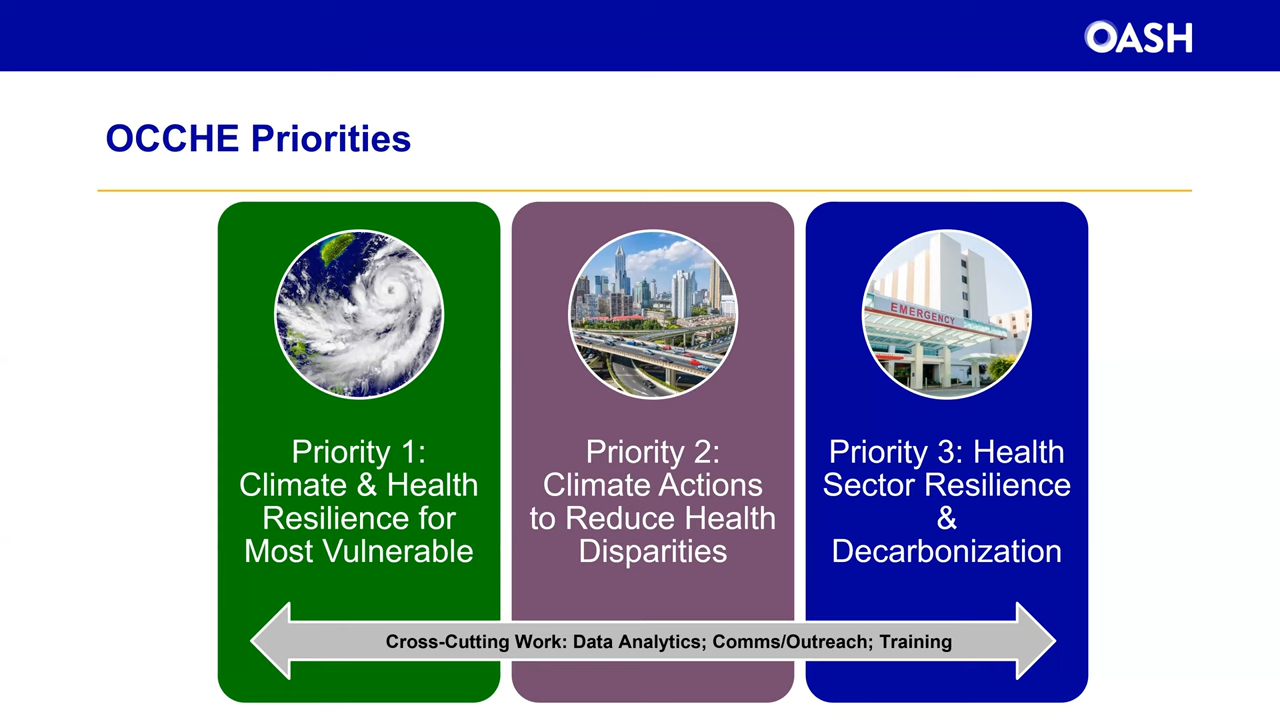 OASH
OCCHE Priorities
EMERGENCY
Priority 1:
Climate & Health
Resilience for
Most Vulnerable
Priority 2:
Climate Actions
to Reduce Health
Disparities
Priority 3: Health
Sector Resilience
&
Decarbonization
Cross-Cutting Work: Data Analytics; Comms/Outreach; Training